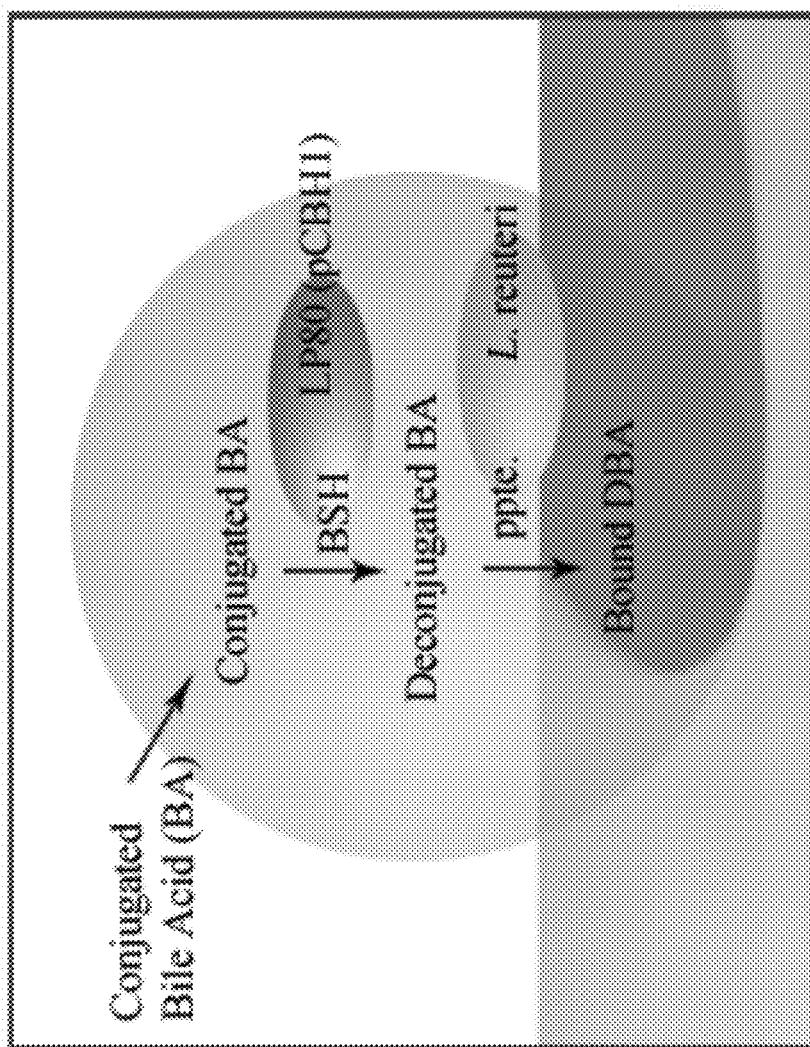 Conjugated
Bile Acid (BA)
Conjugated BA
BSH
LP80 (pCBH1)
Deconjugated BA
ppte.
L. reuteri
Bound DBA